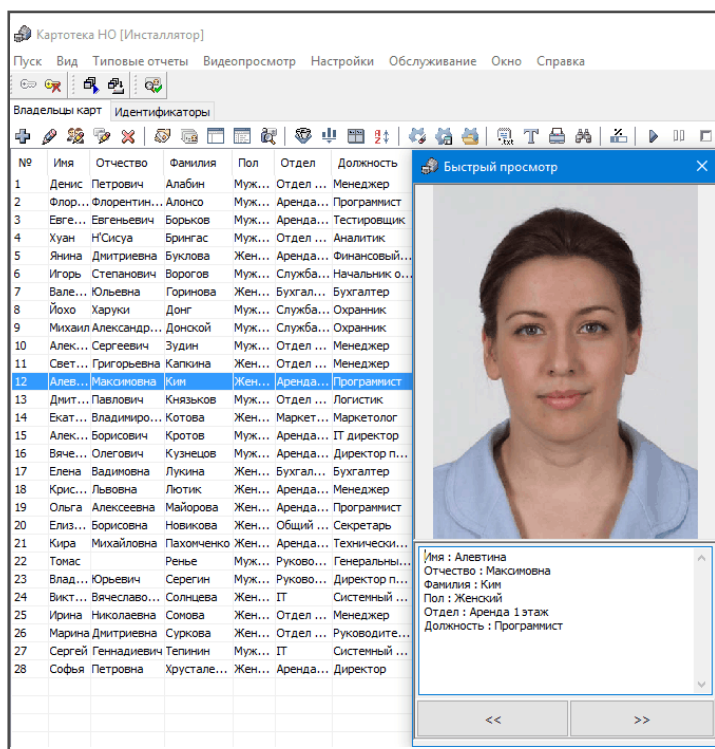 Картотека НО [Инсталлятор]
Пуск Вид Типовые отчеты Видеопросмотр Настройки Обслуживание Окно Справка
Владельцы карт Идентификаторы
.txt
№ Имя Отчество Фамилия Пол Отдел Должность
1 Денис Петрович Алабин Муж... Отдел ... Менеджер
2 Флор... Флорентин... Алонсо Муж... Аренда... Программист
3 Евге... Евгеньевич Борьков Муж... Аренда... Тестировщик
4 Хуан Н'Сисуа Брингас Муж... Отдел ... Аналитик
5 Янина Дмитриевна Буклова Жен... Аренда... Финансовый...
6 Игорь Степанович Ворогов Муж... Служба... Начальник о...
7 Вале... Юльевна Горинова Жен... Бухгал... Бухгалтер
8 Йохо Харуки Донг Муж... Служба... Охранник
9 Михаил Александр... Донской Муж... Служба... Охранник
10 Алек... Сергеевич Зудин Муж... Отдел ... Менеджер
11 Свет... Григорьевна Капкина Жен... Отдел ... Менеджер
12 Алев... Максимовна Ким Жен... Аренда... Программист
13 Дмит... Павлович Князьков Муж... Отдел ... Логистик
14 Екат... Владимиро... Котова Жен... Маркет... Маркетолог
15 Алек... Борисович Кротов Муж... Аренда... IT директор
16 Вяче... Олегович Кузнецов Муж... Аренда... Директор п...
17 Елена Вадимовна Лукина Жен... Бухгал... Бухгалтер
18 Крис... Львовна Лютик Жен... Аренда... Менеджер
19 Ольга Алексеевна Майорова Жен... Аренда... Программист
20 Елиз... Борисовна Новикова Жен... Общий ... Секретарь
21 Кира Михайловна Пахомченко Жен... Аренда... Технически...
22 Томас Ренье Муж... Руково... Генеральны...
23 Влад... Юрьевич Серегин Муж... Руково... Директор п...
24 Викт... Вячеславо... Солнцева Жен... IT Системный ...
25 Ирина Николаевна Сомова Жен... Отдел ... Менеджер
26 Марина Дмитриевна Суркова Жен... Отдел ... Руководите...
27 Сергей Геннадиевич Тепинин Муж... IT Системный ...
28 Софья Петровна Хрустале... Жен... Аренда... Директор
Быстрый просмотр
Имя : Алевтина
Отчество : Максимовна
Фамилия : Ким
Пол : Женский
Отдел : Аренда 1 этаж
Должность : Программист
<< >>